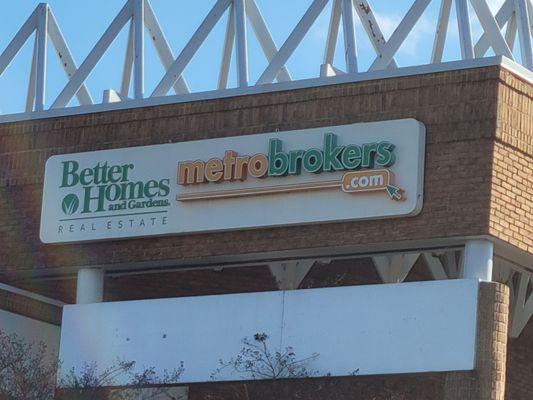 Better
Homes
and Gardens.
REAL ESTATE
metrobrokers
.com